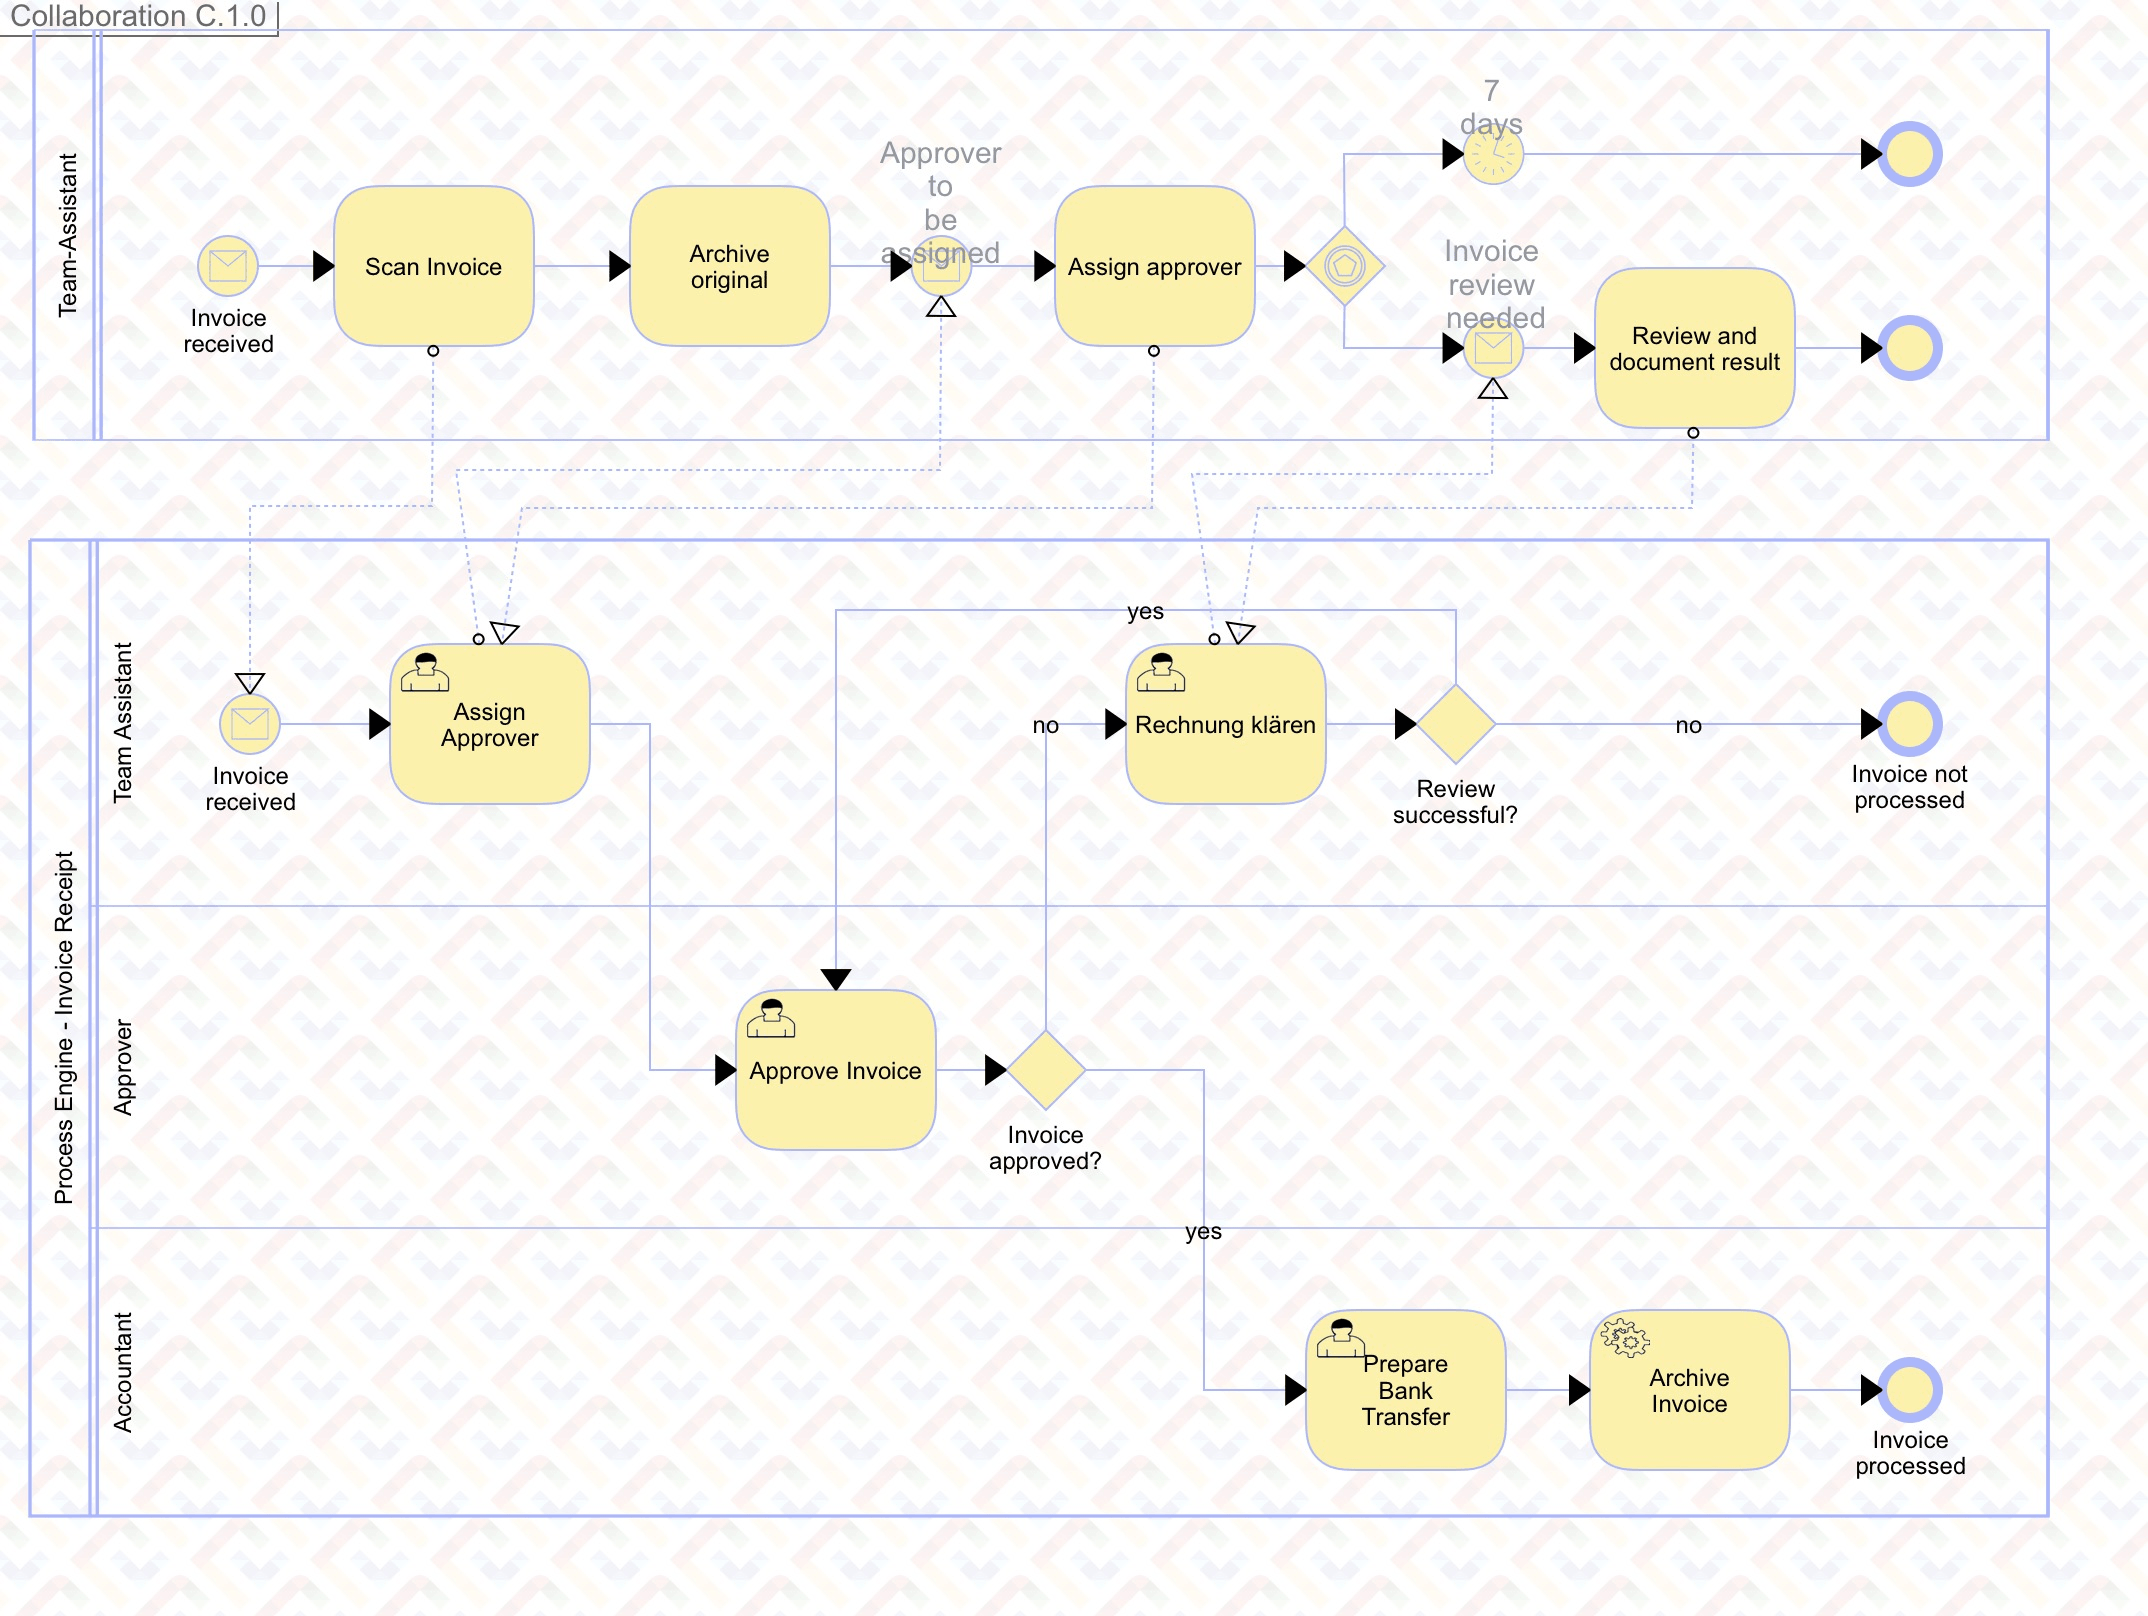 Collaboration C.1.0
Team-Assistant
Invoice
received
Scan Invoice
Archive
original
Approver
to
be
assigned
Assign approver
7
days
Invoice
review
needed
Review and
document result
Process Engine - Invoice Receipt
Team Assistant
Invoice
received
Assign
Approver
yes
no
Rechnung klären
Review
successful?
no
Invoice not
processed
Approver
Approve Invoice
Invoice
approved?
yes
Accountant
Prepare
Bank
Transfer
Archive
Invoice
Invoice
processed